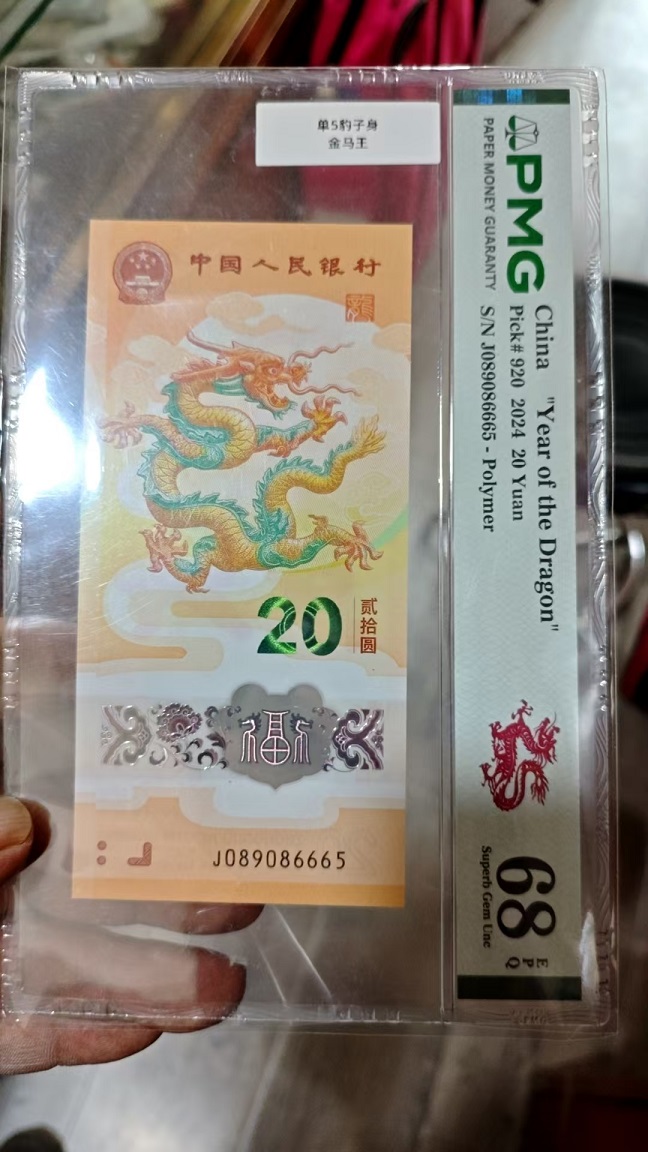 单5豹子身
金马王
中国人民银行
龍
20
贰拾圆
福
J089086665
PMG
PAPER MONEY GUARANTY
China "Year of the Dragon"
Pick# 920 2024 20 Yuan
S/N J089086665 - Polymer
68 EPQ
Superb Gem Unc